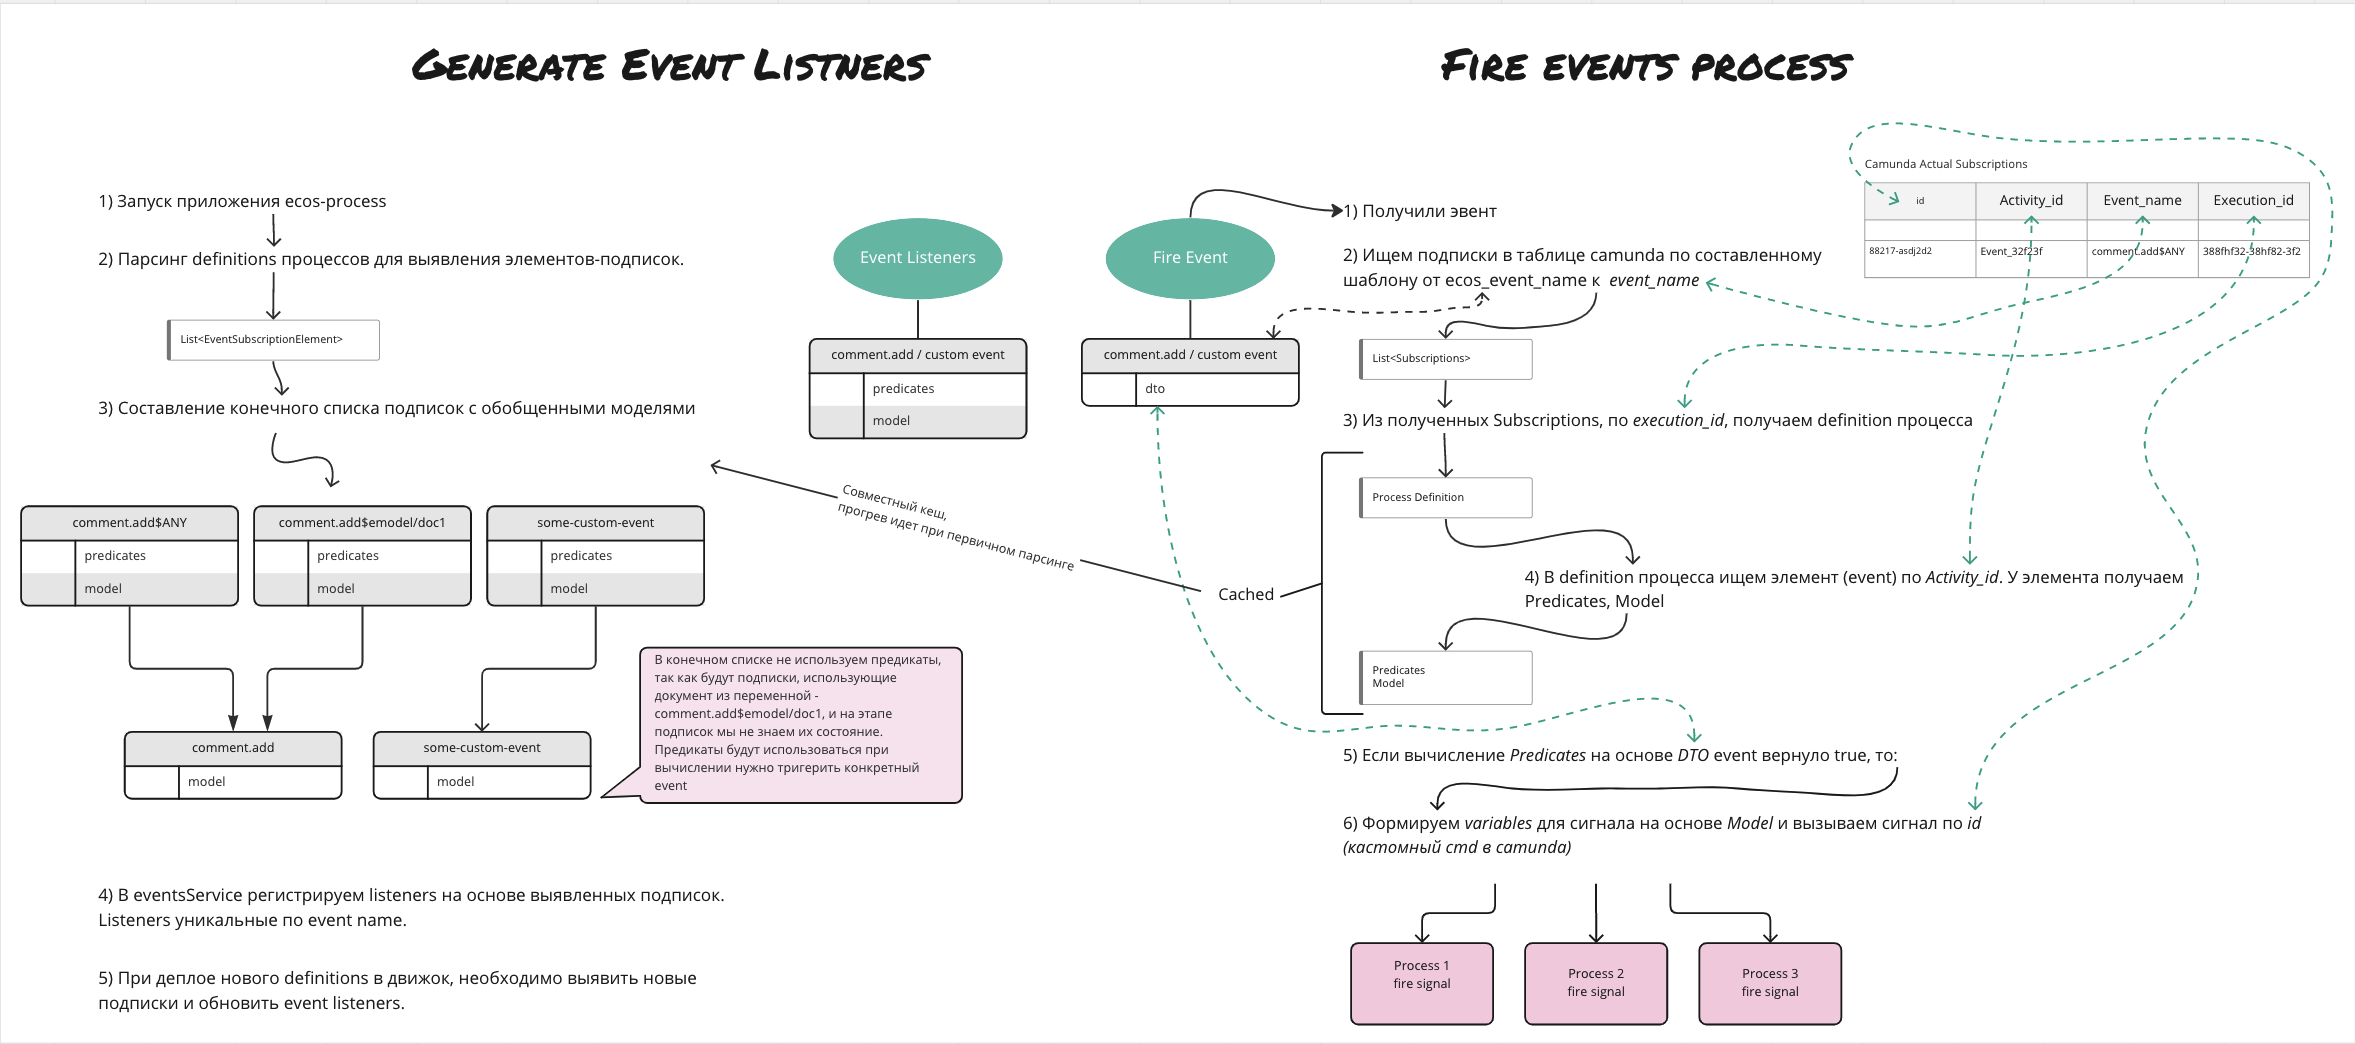 Generate Event Listners
1) Запуск приложения ecos-process
2) Парсинг definitions процессов для выявления элементов-подписок.
List<EventSubscriptionElement>
3) Составление конечного списка подписок с обобщенными моделями
comment.add$ANY
predicates
model
comment.add$emodel/doc1
predicates
model
some-custom-event
predicates
model
comment.add
model
some-custom-event
model
В конечном списке не используем предикаты,
так как будут подписки, использующие
документ из переменной -
comment.add$emodel/doc1, и на этапе
подписок мы не знаем их состояние.
Предикаты будут использоваться при
вычислении нужно тригерить конкретный
event
4) В eventsService регистрируем listeners на основе выявленных подписок.
Listeners уникальные по event name.
5) При деплое нового definitions в движок, необходимо выявить новые
подписки и обновить event listeners.
Event Listeners
comment.add / custom event
predicates
model
Совместный кеш,
прогрев идет при первичном парсинге
Fire events process
Fire Event
comment.add / custom event
dto
Camunda Actual Subscriptions
id Activity_id Event_name Execution_id
88217-asdj2d2 Event_32f23f comment.add$ANY 388fhf32-38hf82-3f2
1) Получили эвент
2) Ищем подписки в таблице camunda по составленному
шаблону от ecos_event_name к event_name
List<Subscriptions>
3) Из полученных Subscriptions, по execution_id, получаем definition процесса
Process Definition
Cached
4) В definition процесса ищем элемент (event) по Activity_id. У элемента получаем
Predicates, Model
Predicates
Model
5) Если вычисление Predicates на основе DTO event вернуло true, то:
6) Формируем variables для сигнала на основе Model и вызываем сигнал по id
(кастомный cmd в camunda)
Process 1
fire signal
Process 2
fire signal
Process 3
fire signal